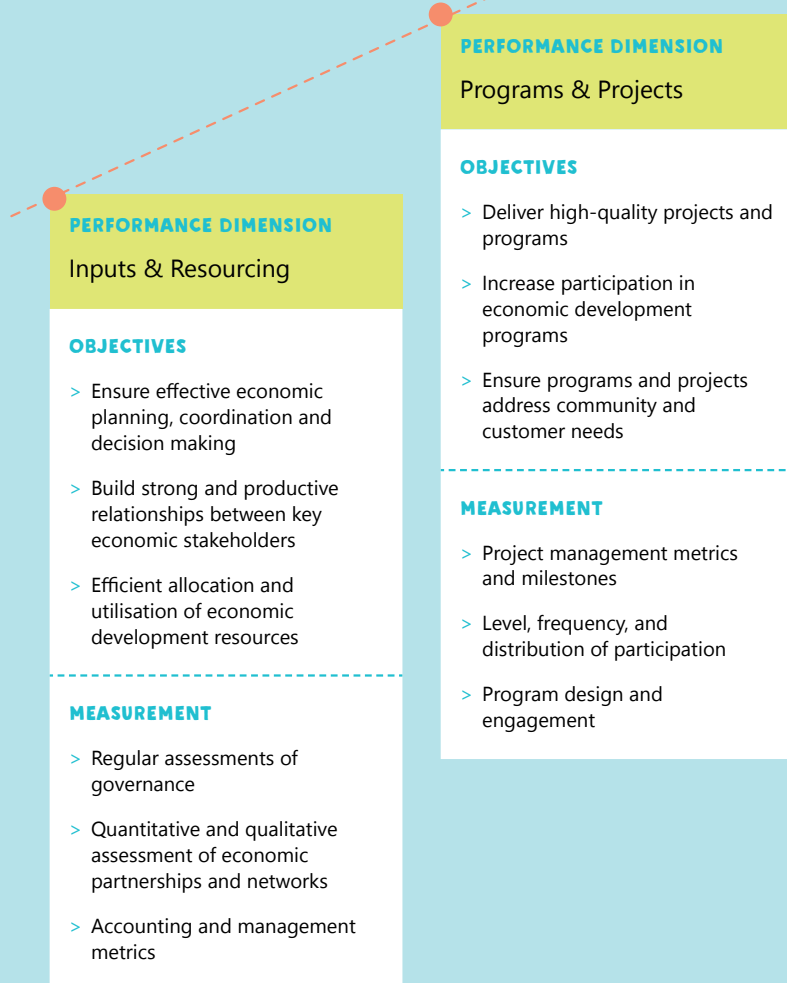 PERFORMANCE DIMENSION
Inputs & Resourcing
OBJECTIVES
> Ensure effective economic
planning, coordination and
decision making
> Build strong and productive
relationships between key
economic stakeholders
> Efficient allocation and
utilisation of economic
development resources
MEASUREMENT
> Regular assessments of
governance
> Quantitative and qualitative
assessment of economic
partnerships and networks
> Accounting and management
metrics
PERFORMANCE DIMENSION
Programs & Projects
OBJECTIVES
> Deliver high-quality projects and
programs
> Increase participation in
economic development
programs
> Ensure programs and projects
address community and
customer needs
MEASUREMENT
> Project management metrics
and milestones
> Level, frequency, and
distribution of participation
> Program design and
engagement